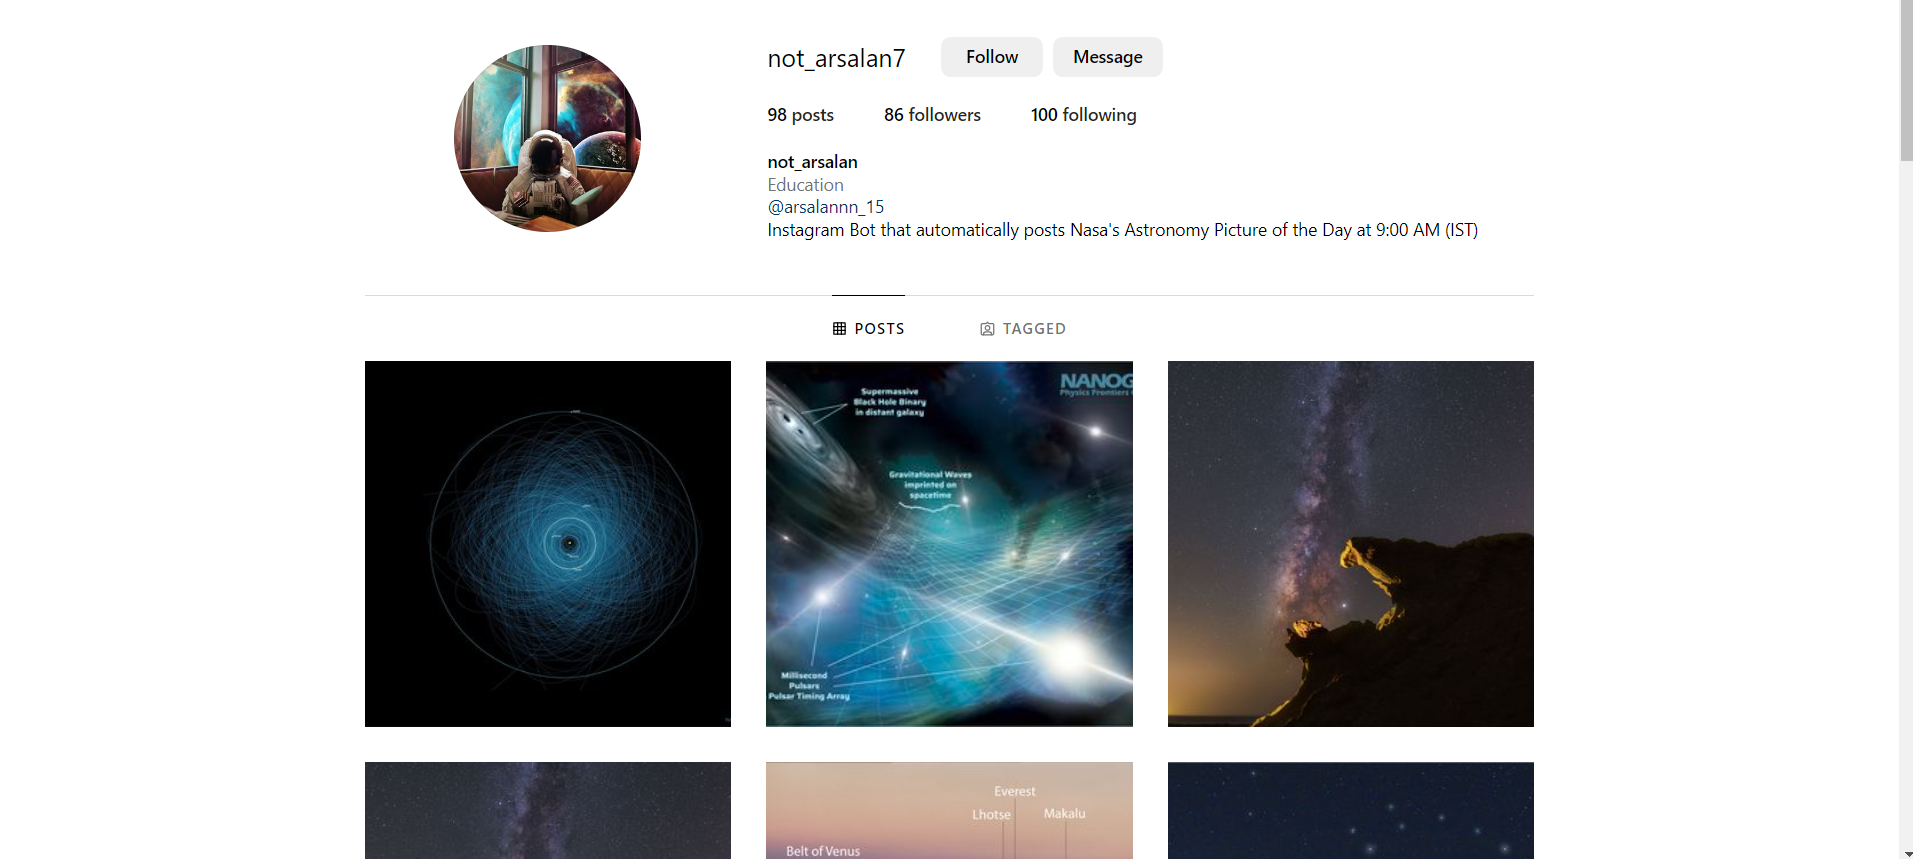 not_arsalan7 Follow Message
98 posts 86 followers 100 following
not_arsalan
Education
@arsalannn_15
Instagram Bot that automatically posts Nasa's Astronomy Picture of the Day at 9:00 AM (IST)
POSTS TAGGED
NANOG
Physics Frontiers
Supermassive
Black Hole Binary
in distant galaxy
Gravitational Waves
imprinted on
spacetime
Millisecond
Pulsars
Pulsar Timing Array
Everest
Lhotse Makalu
Belt of Venus